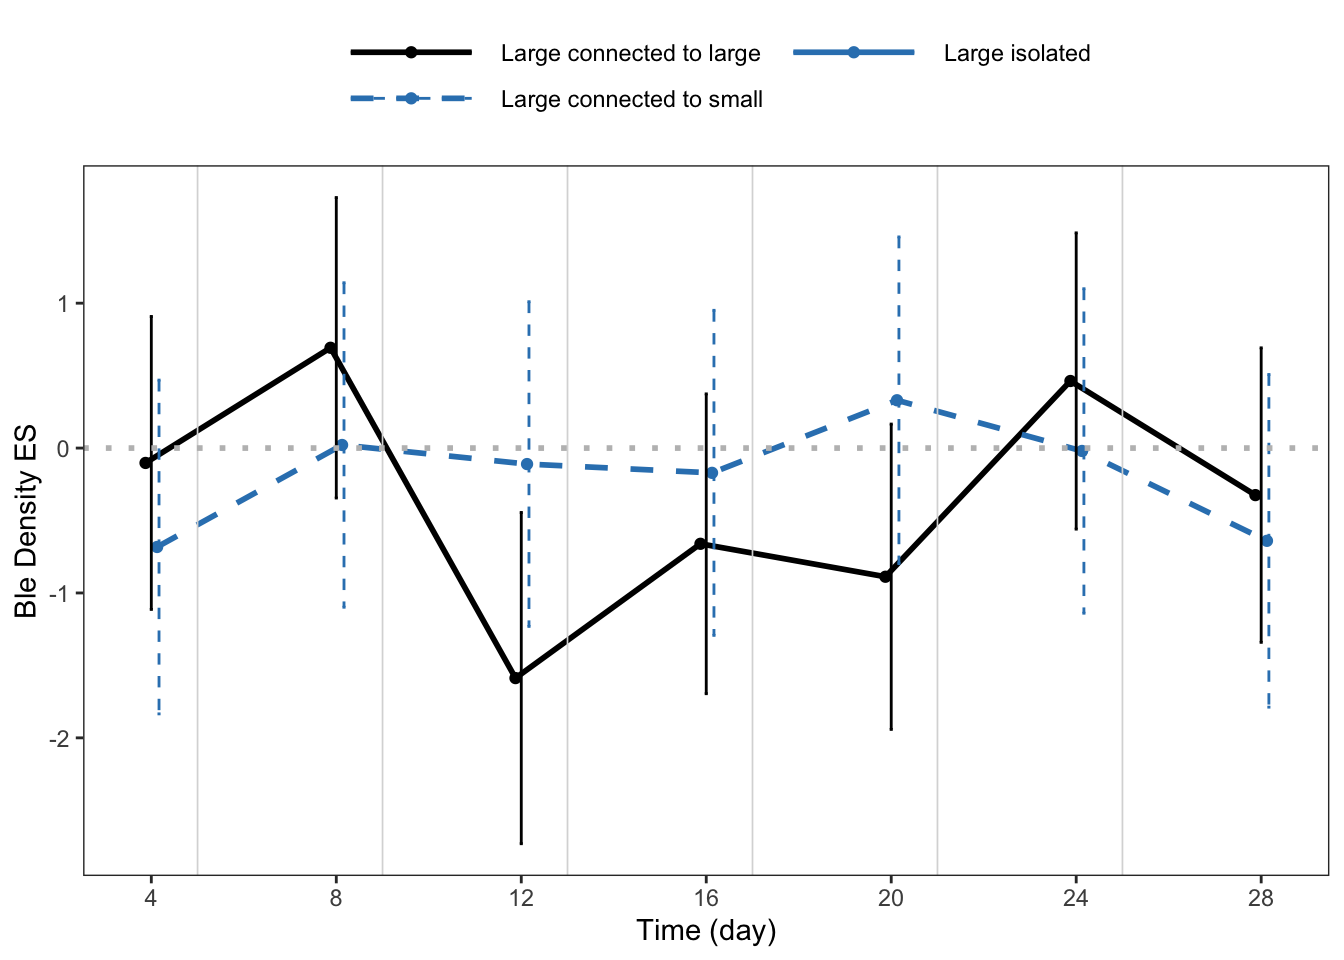 Large connected to large
Large isolated
Large connected to small
Ble Density ES
1
0
-1
-2
4 8 12 16 20 24 28
Time (day)